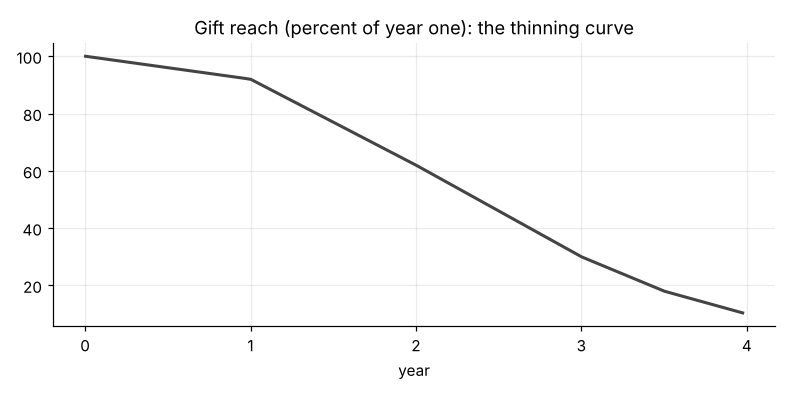 Gift reach (percent of year one): the thinning curve
100
80
60
40
20
0 1 2 3 4
year